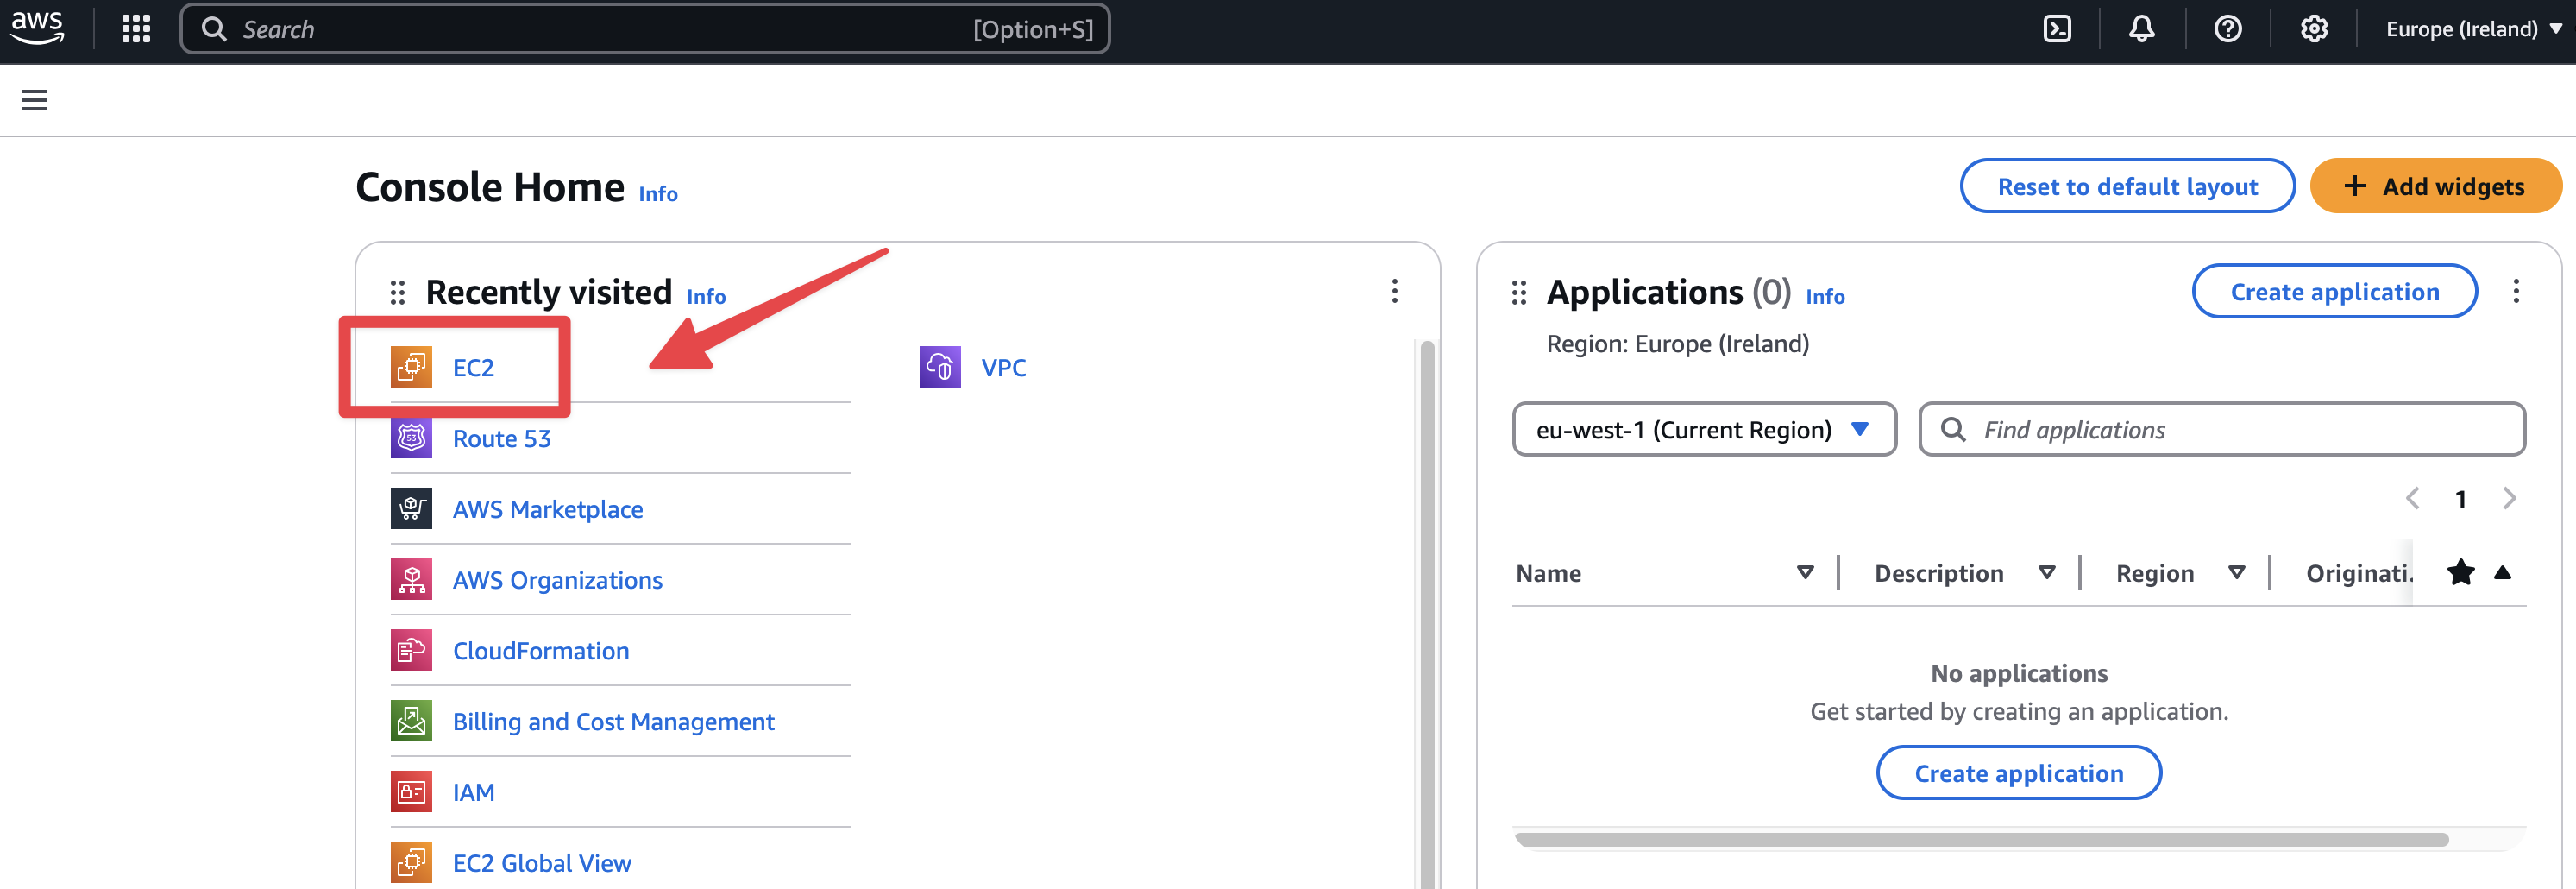 aws
Search [Option+S]
Europe (Ireland)
Console Home Info
Reset to default layout
+ Add widgets
Recently visited Info
EC2
Route 53
53
AWS Marketplace
AWS Organizations
CloudFormation
Billing and Cost Management
IAM
EC2 Global View
VPC
Applications (0) Info
Create application
Region: Europe (Ireland)
eu-west-1 (Current Region)
Find applications
1
Name Description Region Originati.
No applications
Get started by creating an application.
Create application